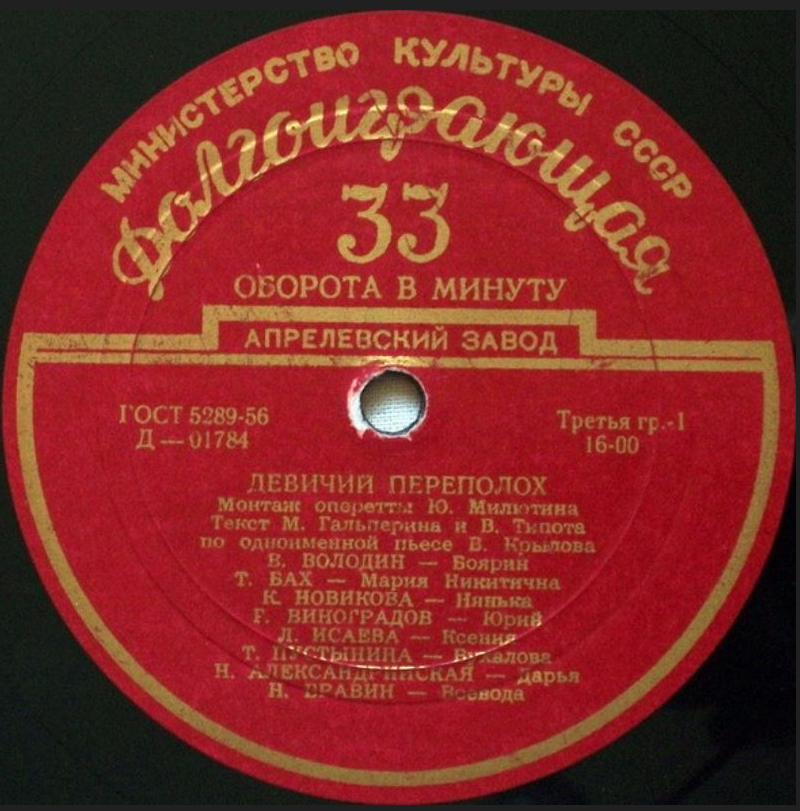 МИНИСТЕРСТВО КУЛЬТУРЫ СССР
Долгоиграющая
33
ОБОРОТА В МИНУТУ
АПРЕЛЕВСКИЙ ЗАВОД
ГОСТ 5289-56
Д — 01784
Третья гр.-1
16-00
ДЕВИЧИЙ ПЕРЕПОЛОХ
Монтаж оперетты Ю. Милютина
Текст М. Гальперина и В. Типота
по одноименной пьесе В. Крылова
В. ВОЛОДИН — Боярин
Т. БАХ — Мария Никитична
К. НОВИКОВА — Нянька
Г. ВИНОГРАДОВ — Юрий
Л. ИСАЕВА — Ксения
Т. ПУСТЫНИНА —
Н. АЛЕКСАНДРИЙСКАЯ — Дарья
Н. БРАВИН — Воевода